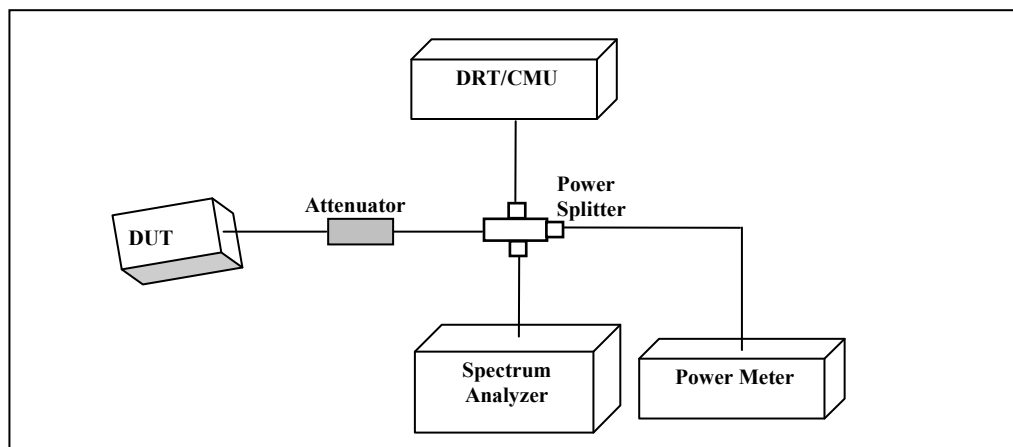 DRT/CMU
Power
Splitter
Attenuator
DUT
Spectrum
Analyzer
Power Meter